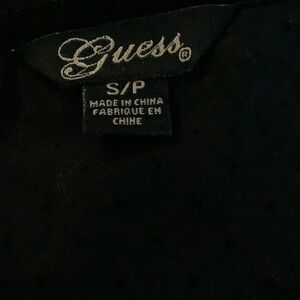 Guess®
S/P
MADE IN CHINA
FABRIQUE EN
CHINE